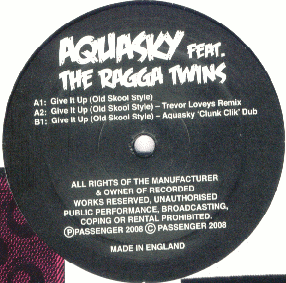 AQUASKY FEAT.
THE RAGGA TWINS
A1: Give It Up (Old Skool Style)
A2: Give It Up (Old Skool Style) – Trevor Loveys Remix
B1: Give It Up (Old Skool Style) – Aquasky 'Clunk Clik' Dub
ALL RIGHTS OF THE MANUFACTURER
& OWNER OF RECORDED
WORKS RESERVED, UNAUTHORISED
PUBLIC PERFORMANCE, BROADCASTING,
COPING OR RENTAL PROHIBITED.
Ⓟ PASSENGER 2008 © PASSENGER 2008
MADE IN ENGLAND